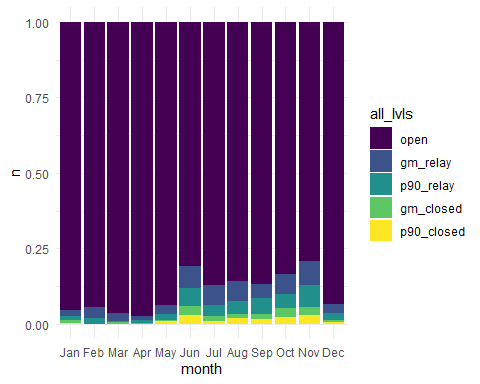 1.00
0.75
0.50
0.25
0.00
n
Jan Feb Mar Apr May Jun Jul Aug Sep Oct Nov Dec
month
all_lvls
open
gm_relay
p90_relay
gm_closed
p90_closed